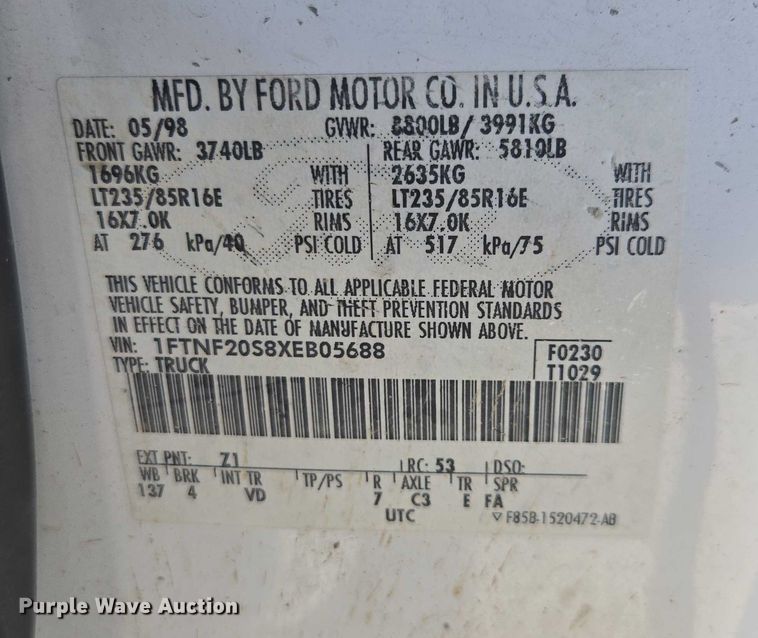 MFD. BY FORD MOTOR CO. IN U.S.A.
DATE: 05/98 GVWR: 8800LB/ 3991KG
FRONT GAWR: 3740LB REAR GAWR: 5810LB
1696KG WITH 2635KG WITH
LT235/85R16E TIRES LT235/85R16E TIRES
16X7.0K RIMS 16X7.0K RIMS
AT 276 kPa/40 PSI COLD AT 517 kPa/75 PSI COLD
THIS VEHICLE CONFORMS TO ALL APPLICABLE FEDERAL MOTOR
VEHICLE SAFETY, BUMPER, AND THEFT PREVENTION STANDARDS
IN EFFECT ON THE DATE OF MANUFACTURE SHOWN ABOVE.
VIN: 1FTNF20S8XEB05688 F0230
TYPE: TRUCK T1029
EXT PNT: Z1 RC: 53 DSO:
WB BRK INT TR TP/PS R AXLE TR SPR
137 4 VD 7 C3 E FA
UTC F85B-1520472-AB
Purple Wave Auction